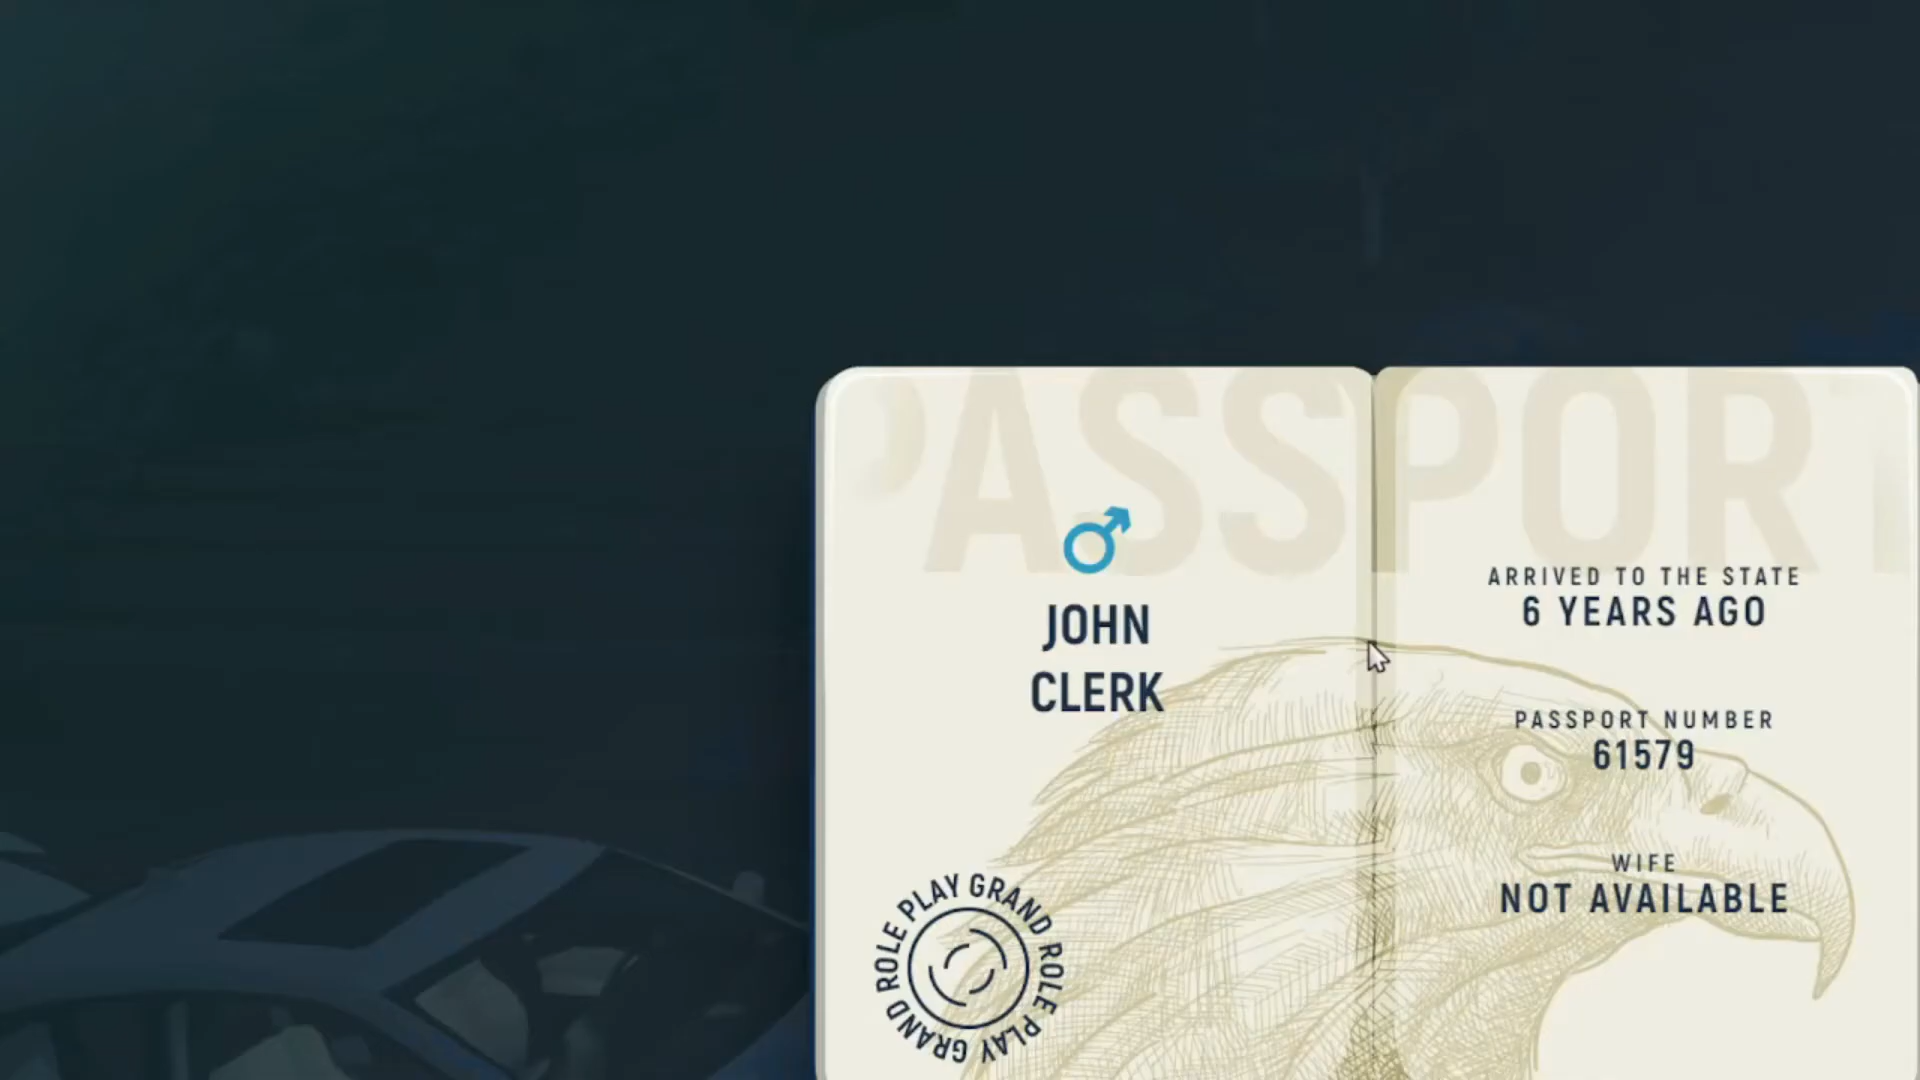 PASSPORT
JOHN
CLERK
ARRIVED TO THE STATE
6 YEARS AGO
PASSPORT NUMBER
61579
WIFE
NOT AVAILABLE
GRAND ROLE PLAY GRAND ROLE PLAY